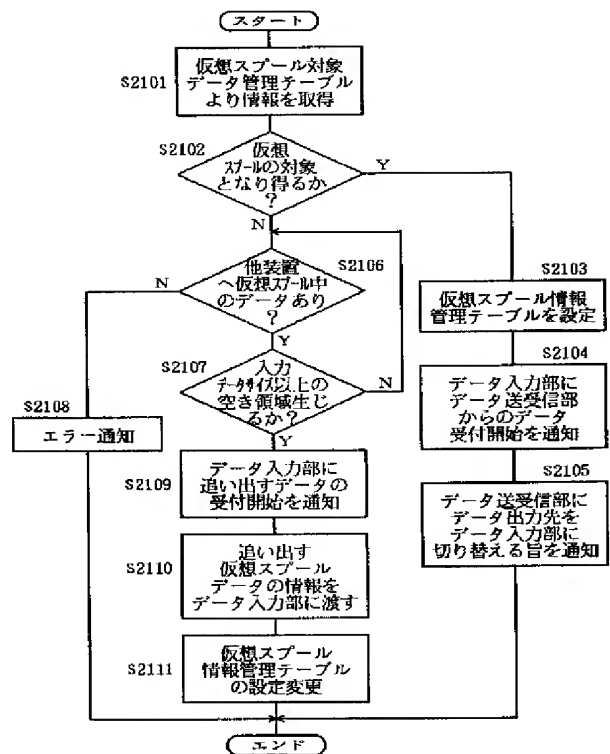 スタート
S2101
仮想スプール対象
データ管理テーブル
より情報を取得
S2102
仮想
スプールの対象
となり得るか
?
Y
N
S2106
他装置
へ仮想スプール中
のデータあり
?
N
Y
S2103
仮想スプール情報
管理テーブルを設定
S2107
入力
データサイズ以上の
空き領域生じ
るか?
N
Y
S2104
データ入力部に
データ送受信部
からのデータ
受付開始を通知
S2108
エラー通知
S2109
データ入力部に
追い出すデータの
受付開始を通知
S2105
データ送受信部に
データ出力先を
データ入力部に
切り替える旨を通知
S2110
追い出す
仮想スプール
データの情報を
データ入力部に渡す
S2111
仮想スプール
情報管理テーブル
の設定変更
エンド